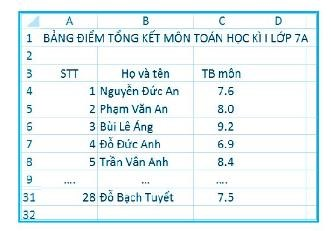 A B C D
1 BẢNG ĐIỂM TỔNG KẾT MÔN TOÁN HỌC KÌ I LỚP 7A
2
3 STT Họ và tên TB môn
4 1 Nguyễn Đức An 7.6
5 2 Phạm Văn An 8.0
6 3 Bùi Lê Áng 9.2
7 4 Đỗ Đức Anh 6.9
8 5 Trần Vân Anh 8.4
9 .... ... ....
31 28 Đỗ Bạch Tuyết 7.5
32